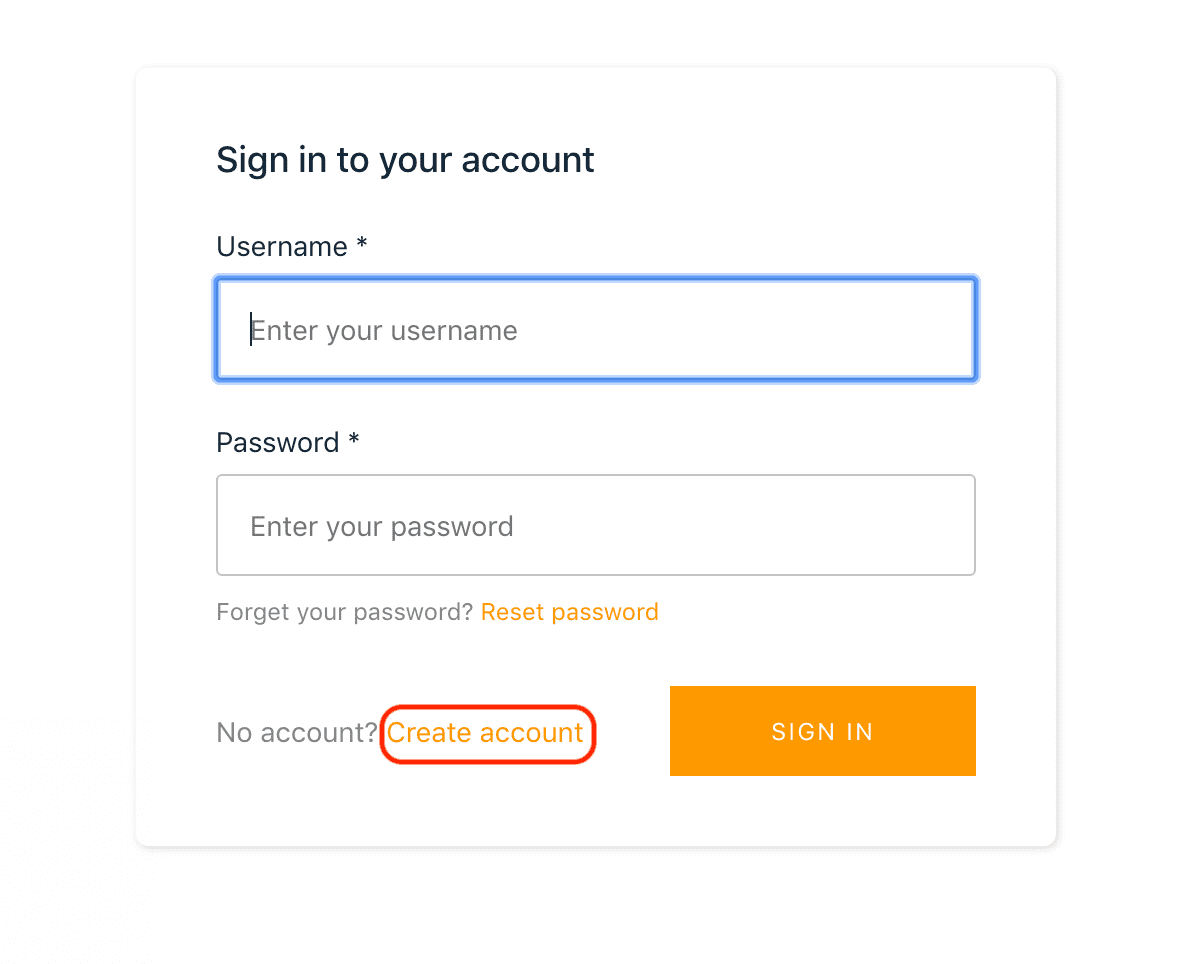 Sign in to your account
Username *
Enter your username
Password *
Enter your password
Forget your password? Reset password
No account? Create account
SIGN IN